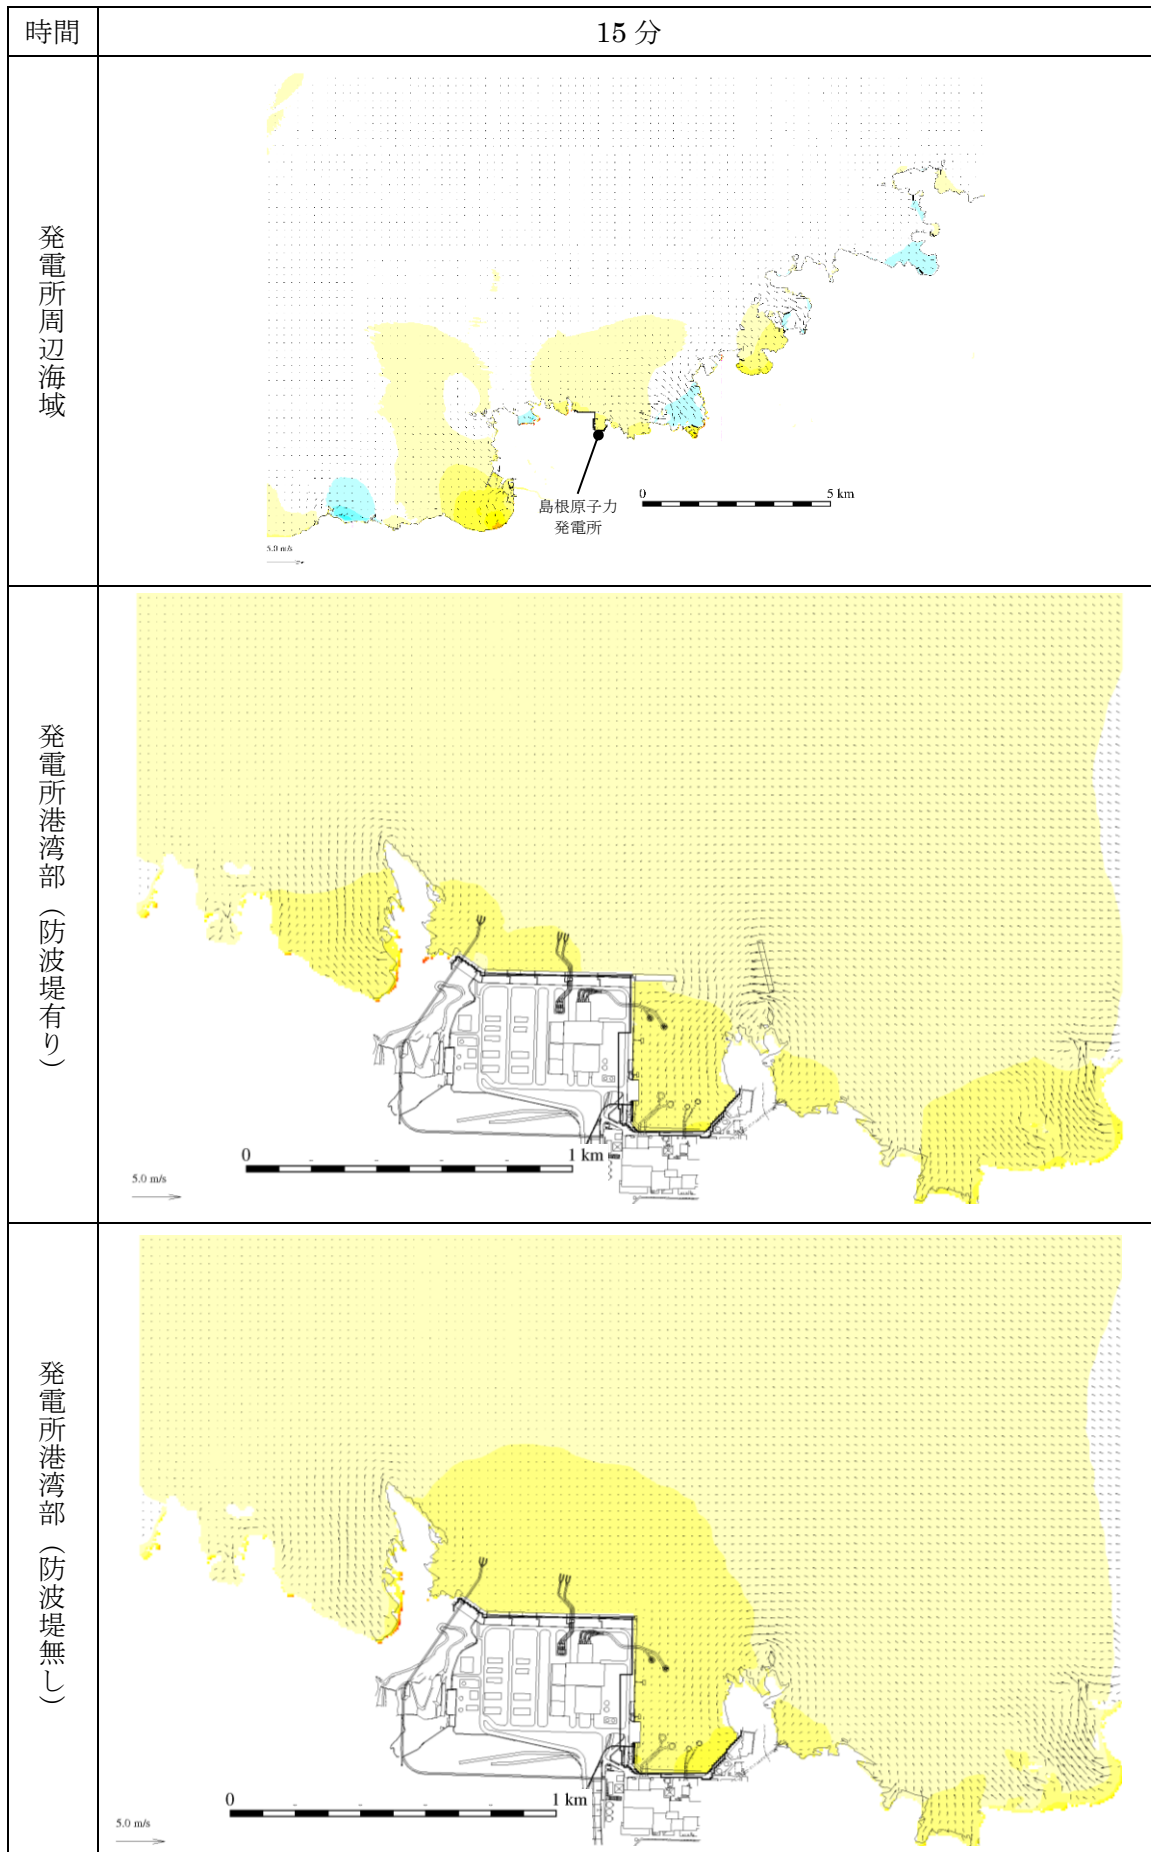 時間
15 分
発電所周辺海域
島根原子力
発電所
0
5 km
5.0 m/s
発電所港湾部（防波堤有り）
0
1 km
5.0 m/s
発電所港湾部（防波堤無し）
0
1 km
5.0 m/s